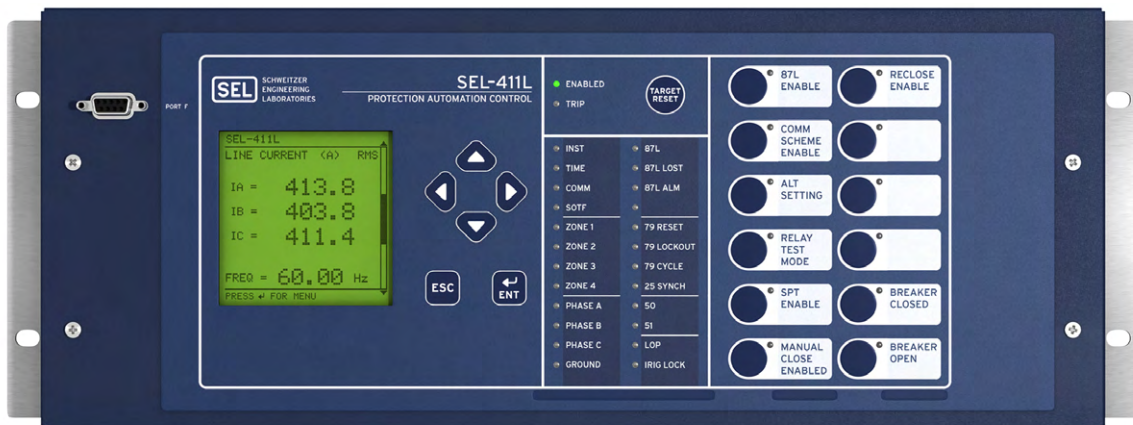 PORT F
SEL
SCHWEITZER
ENGINEERING
LABORATORIES
SEL-411L
PROTECTION AUTOMATION CONTROL
SEL-411L
LINE CURRENT (A) RMS
IA = 413.8
IB = 403.8
IC = 411.4
FREQ = 60.00 Hz
PRESS ↵ FOR MENU
ESC
ENT
ENABLED
TRIP
TARGET
RESET
INST
TIME
COMM
SOTF
ZONE 1
ZONE 2
ZONE 3
ZONE 4
PHASE A
PHASE B
PHASE C
GROUND
87L
87L LOST
87L ALM
79 RESET
79 LOCKOUT
79 CYCLE
25 SYNCH
50
51
LOP
IRIG LOCK
87L
ENABLE
COMM
SCHEME
ENABLE
ALT
SETTING
RELAY
TEST
MODE
SPT
ENABLE
MANUAL
CLOSE
ENABLED
RECLOSE
ENABLE
BREAKER
CLOSED
BREAKER
OPEN